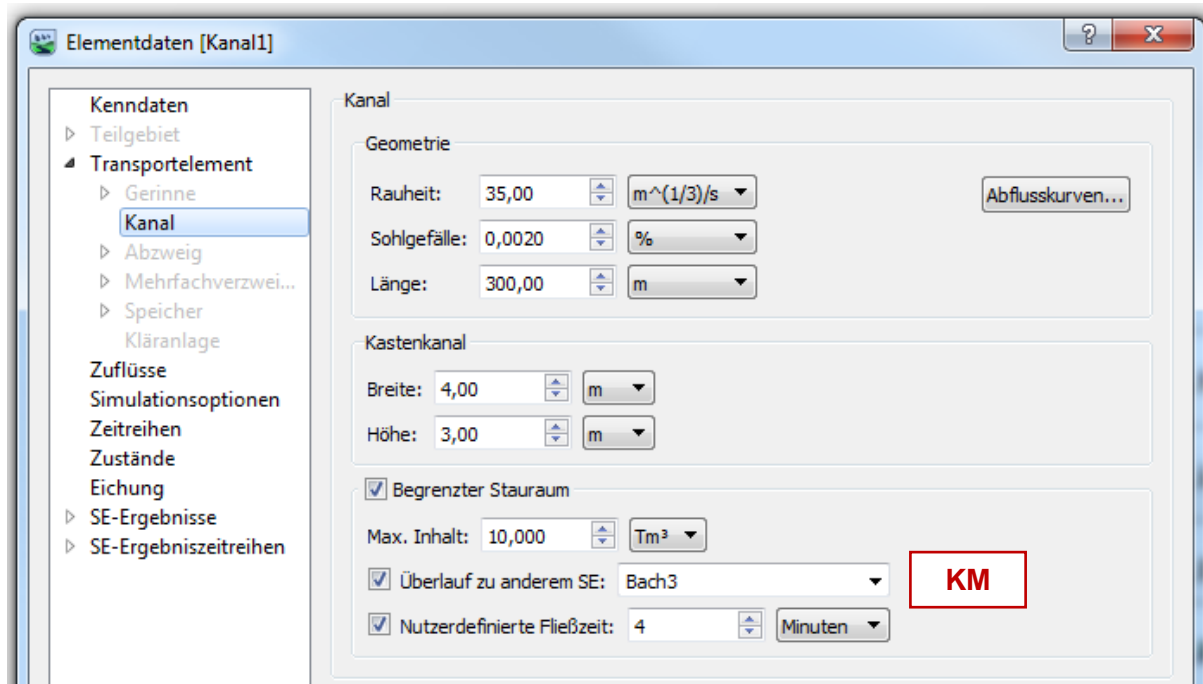 Elementdaten [Kanal1]
?
X
Kenndaten
Teilgebiet
Transportelement
Gerinne
Kanal
Abzweig
Mehrfachverzwei...
Speicher
Kläranlage
Zuflüsse
Simulationsoptionen
Zeitreihen
Zustände
Eichung
SE-Ergebnisse
SE-Ergebniszeitreihen
Kanal
Geometrie
Rauheit: 35,00 m^(1/3)/s Abflusskurven...
Sohlgefälle: 0,0020 %
Länge: 300,00 m
Kastenkanal
Breite: 4,00 m
Höhe: 3,00 m
Begrenzter Stauraum
Max. Inhalt: 10,000 Tm³
Überlauf zu anderem SE: Bach3 KM
Nutzerdefinierte Fließzeit: 4 Minuten